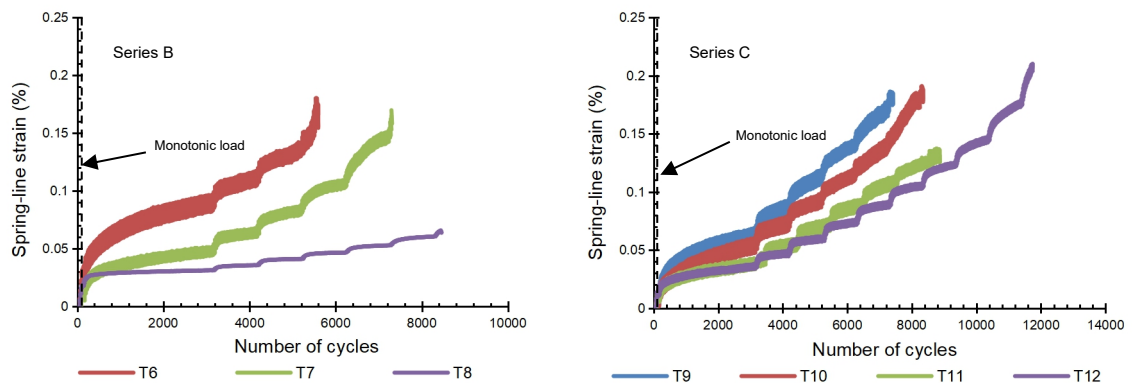 0.25
Series B
0.2
0.15
Monotonic load
0.1
0.05
0
0 2000 4000 6000 8000 10000
Spring-line strain (%)
Number of cycles
T6 T7 T8
0.25
Series C
0.2
0.15
Monotonic load
0.1
0.05
0
0 2000 4000 6000 8000 10000 12000 14000
Spring-line strain (%)
Number of cycles
T9 T10 T11 T12